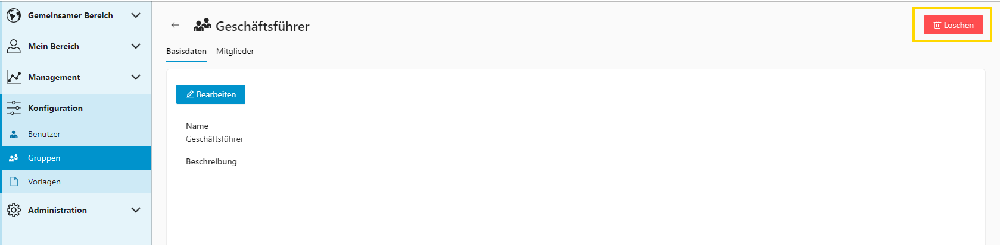 Gemeinsamer Bereich
Mein Bereich
Management
Konfiguration
Benutzer
Gruppen
Vorlagen
Administration
Geschäftsführer
Löschen
Basisdaten Mitglieder
Bearbeiten
Name
Geschäftsführer
Beschreibung